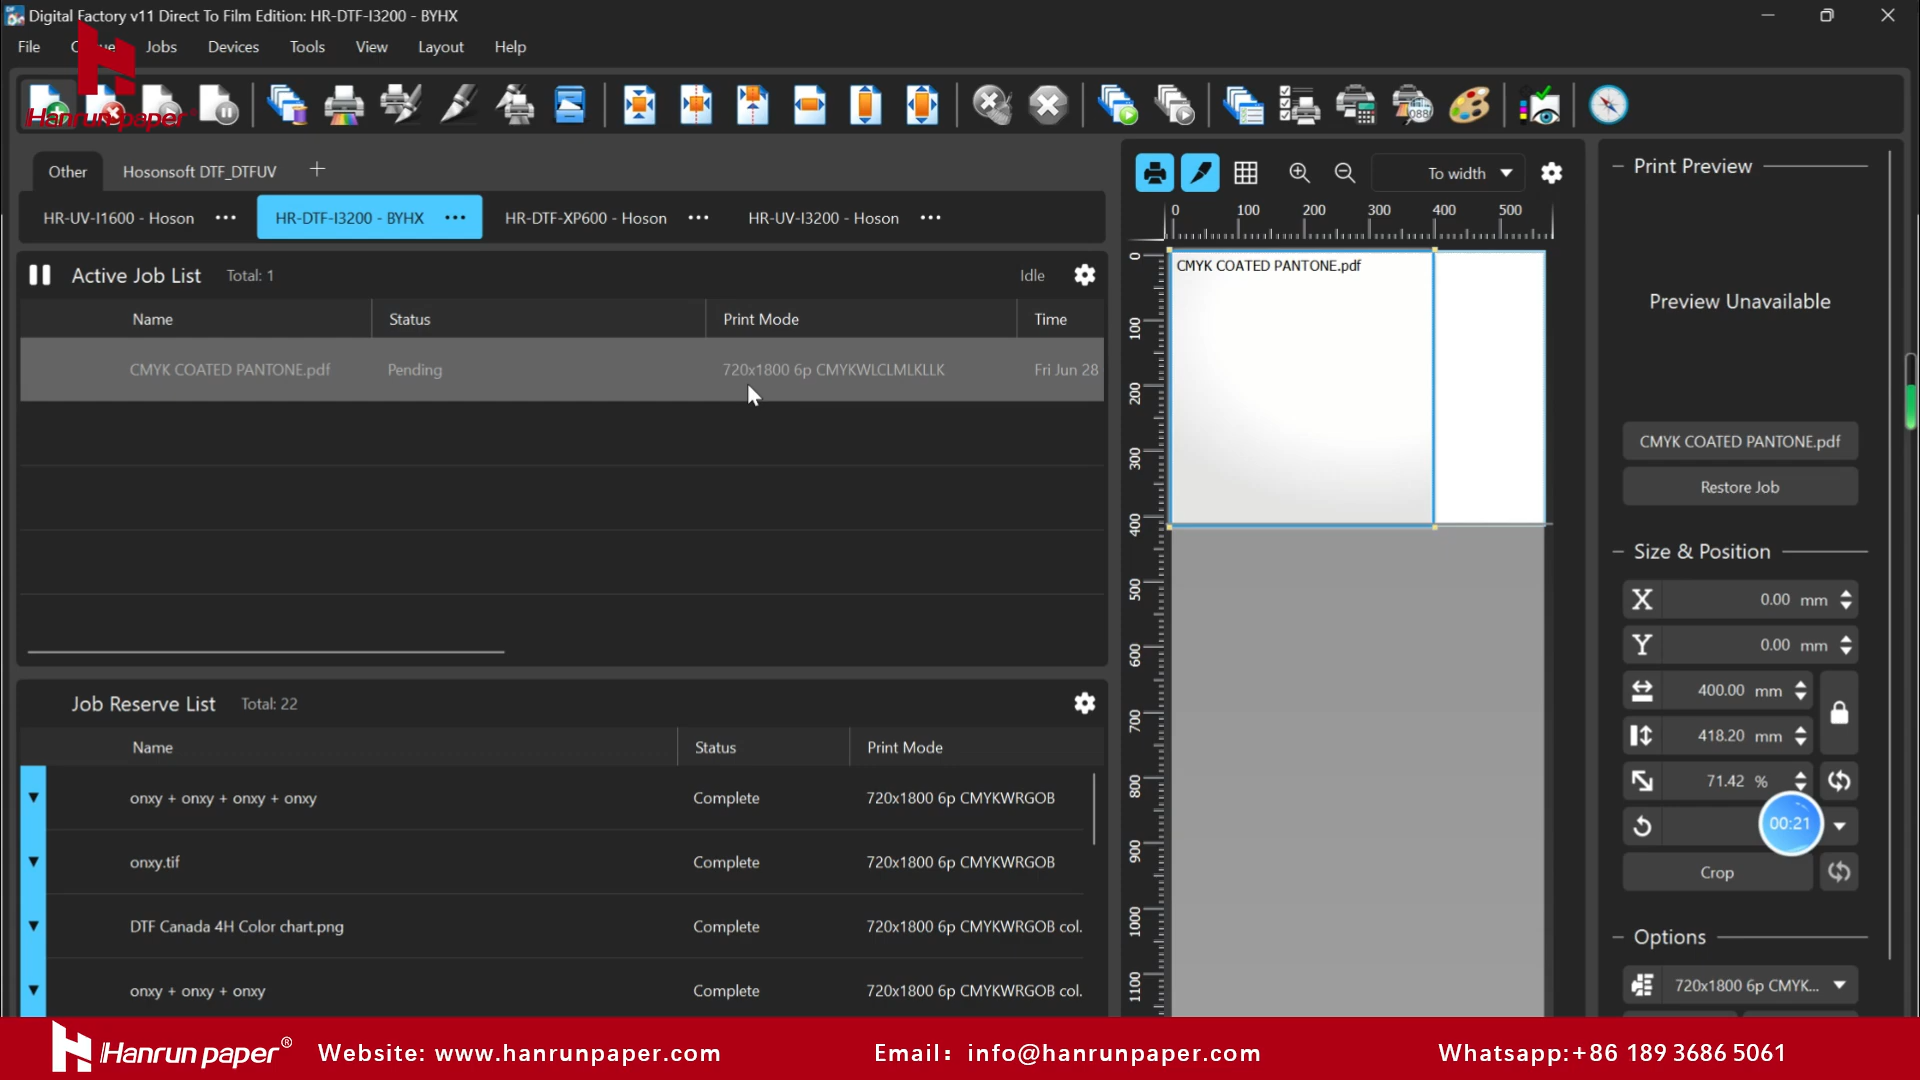 Digital Factory v11 Direct To Film Edition: HR-DTF-I3200 - BYHX
File Jobs Devices Tools View Layout Help
Hanrun paper®
Other Hosonsoft DTF_DTFUV +
To width
HR-UV-I1600 - Hoson ••• HR-DTF-I3200 - BYHX ••• HR-DTF-XP600 - Hoson ••• HR-UV-I3200 - Hoson •••
Active Job List Total: 1 Idle
Name Status Print Mode Time
CMYK COATED PANTONE.pdf Pending 720x1800 6p CMYKWLCLMLKLLK Fri Jun 28
Job Reserve List Total: 22
Name Status Print Mode
onxy + onxy + onxy + onxy Complete 720x1800 6p CMYKWRGOB
onxy.tif Complete 720x1800 6p CMYKWRGOB
DTF Canada 4H Color chart.png Complete 720x1800 6p CMYKWRGOB col.
onxy + onxy + onxy Complete 720x1800 6p CMYKWRGOB col.
0 100 200 300 400 500
0
100
200
300
400
500
600
700
800
900
1000
1100
CMYK COATED PANTONE.pdf
Print Preview
Preview Unavailable
CMYK COATED PANTONE.pdf
Restore Job
Size & Position
X 0.00 mm
Y 0.00 mm
400.00 mm
418.20 mm
71.42 %
00:21
Crop
Options
720x1800 6p CMYK...
Hanrun paper® Website: www.hanrunpaper.com Email: info@hanrunpaper.com Whatsapp:+86 189 3686 5061